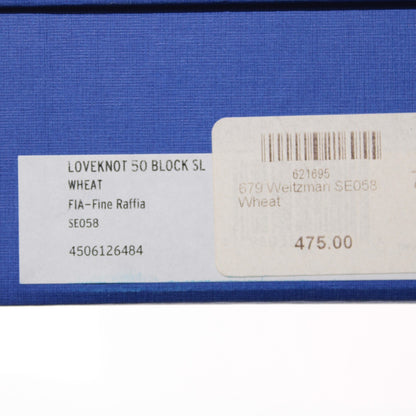 LOVEKNOT 50 BLOCK SL
WHEAT
FIA-Fine Raffia
SE058
4506126484
621695
679 Weitzman SE058
Wheat
475.00